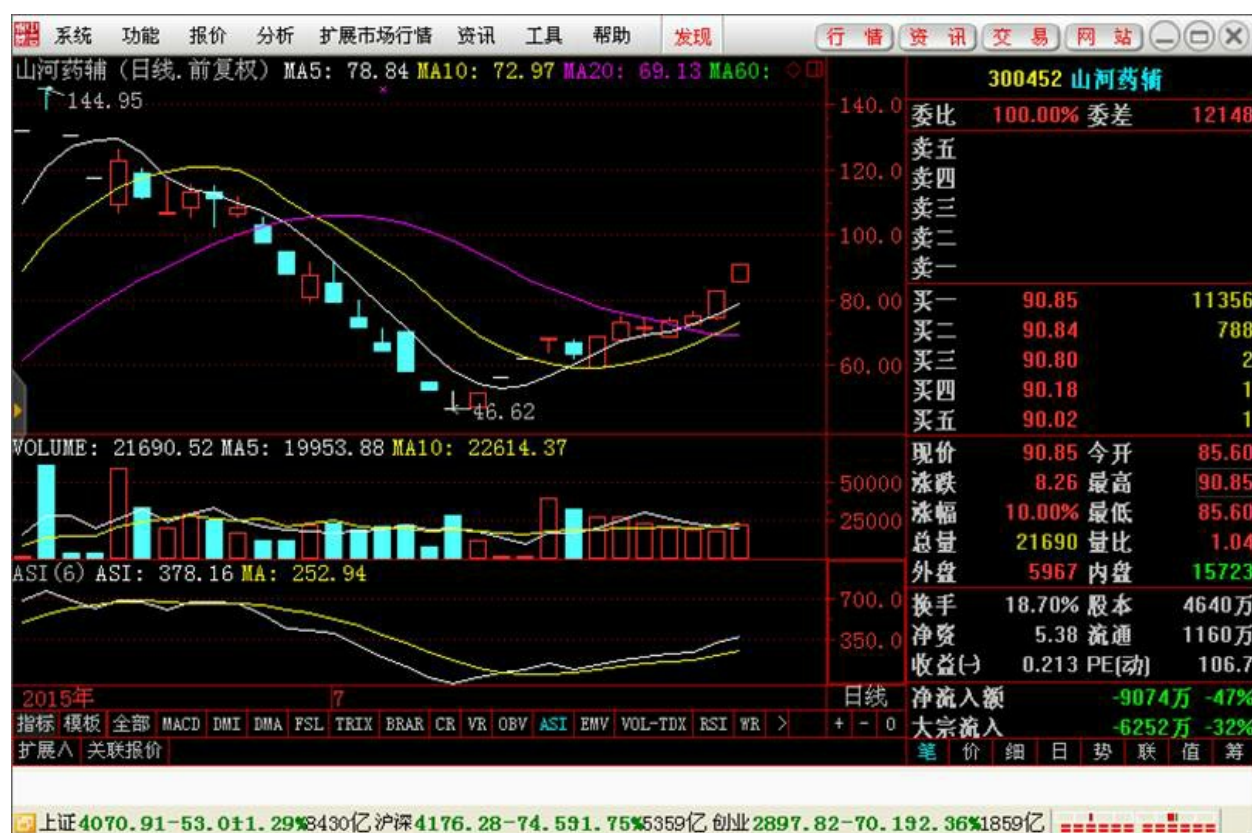 系统 功能 报价 分析 扩展市场行情 资讯 工具 帮助 发现 行情 资讯 交易 网站
山河药辅（日线.前复权） MA5: 78.84 MA10: 72.97 MA20: 69.13 MA60:
144.95
140.0
120.0
100.0
80.00
60.00
46.62
VOLUME: 21690.52 MA5: 19953.88 MA10: 22614.37
50000
25000
ASI(6) ASI: 378.16 MA: 252.94
700.0
350.0
2015年 7 日线
指标 模板 全部 MACD DMI DMA FSL TRIX BRAR CR VR OBV ASI EMV VOL-TDX RSI WR > + - 0
扩展∧ 关联报价
300452 山河药辅
委比 100.00% 委差 12148
卖五
卖四
卖三
卖二
卖一
买一 90.85 11356
买二 90.84 788
买三 90.80 2
买四 90.18 1
买五 90.02 1
现价 90.85 今开 85.60
涨跌 8.26 最高 90.85
涨幅 10.00% 最低 85.60
总量 21690 量比 1.04
外盘 5967 内盘 15723
换手 18.70% 股本 4640万
净资 5.38 流通 1160万
收益(一) 0.213 PE(动) 106.7
净流入额 -9074万 -47%
大宗流入 -6252万 -32%
笔 价 细 日 势 联 值 筹
上证4070.91-53.0±1.29%8430亿 沪深4176.28-74.591.75%5359亿 创业2897.82-70.192.36%1859亿